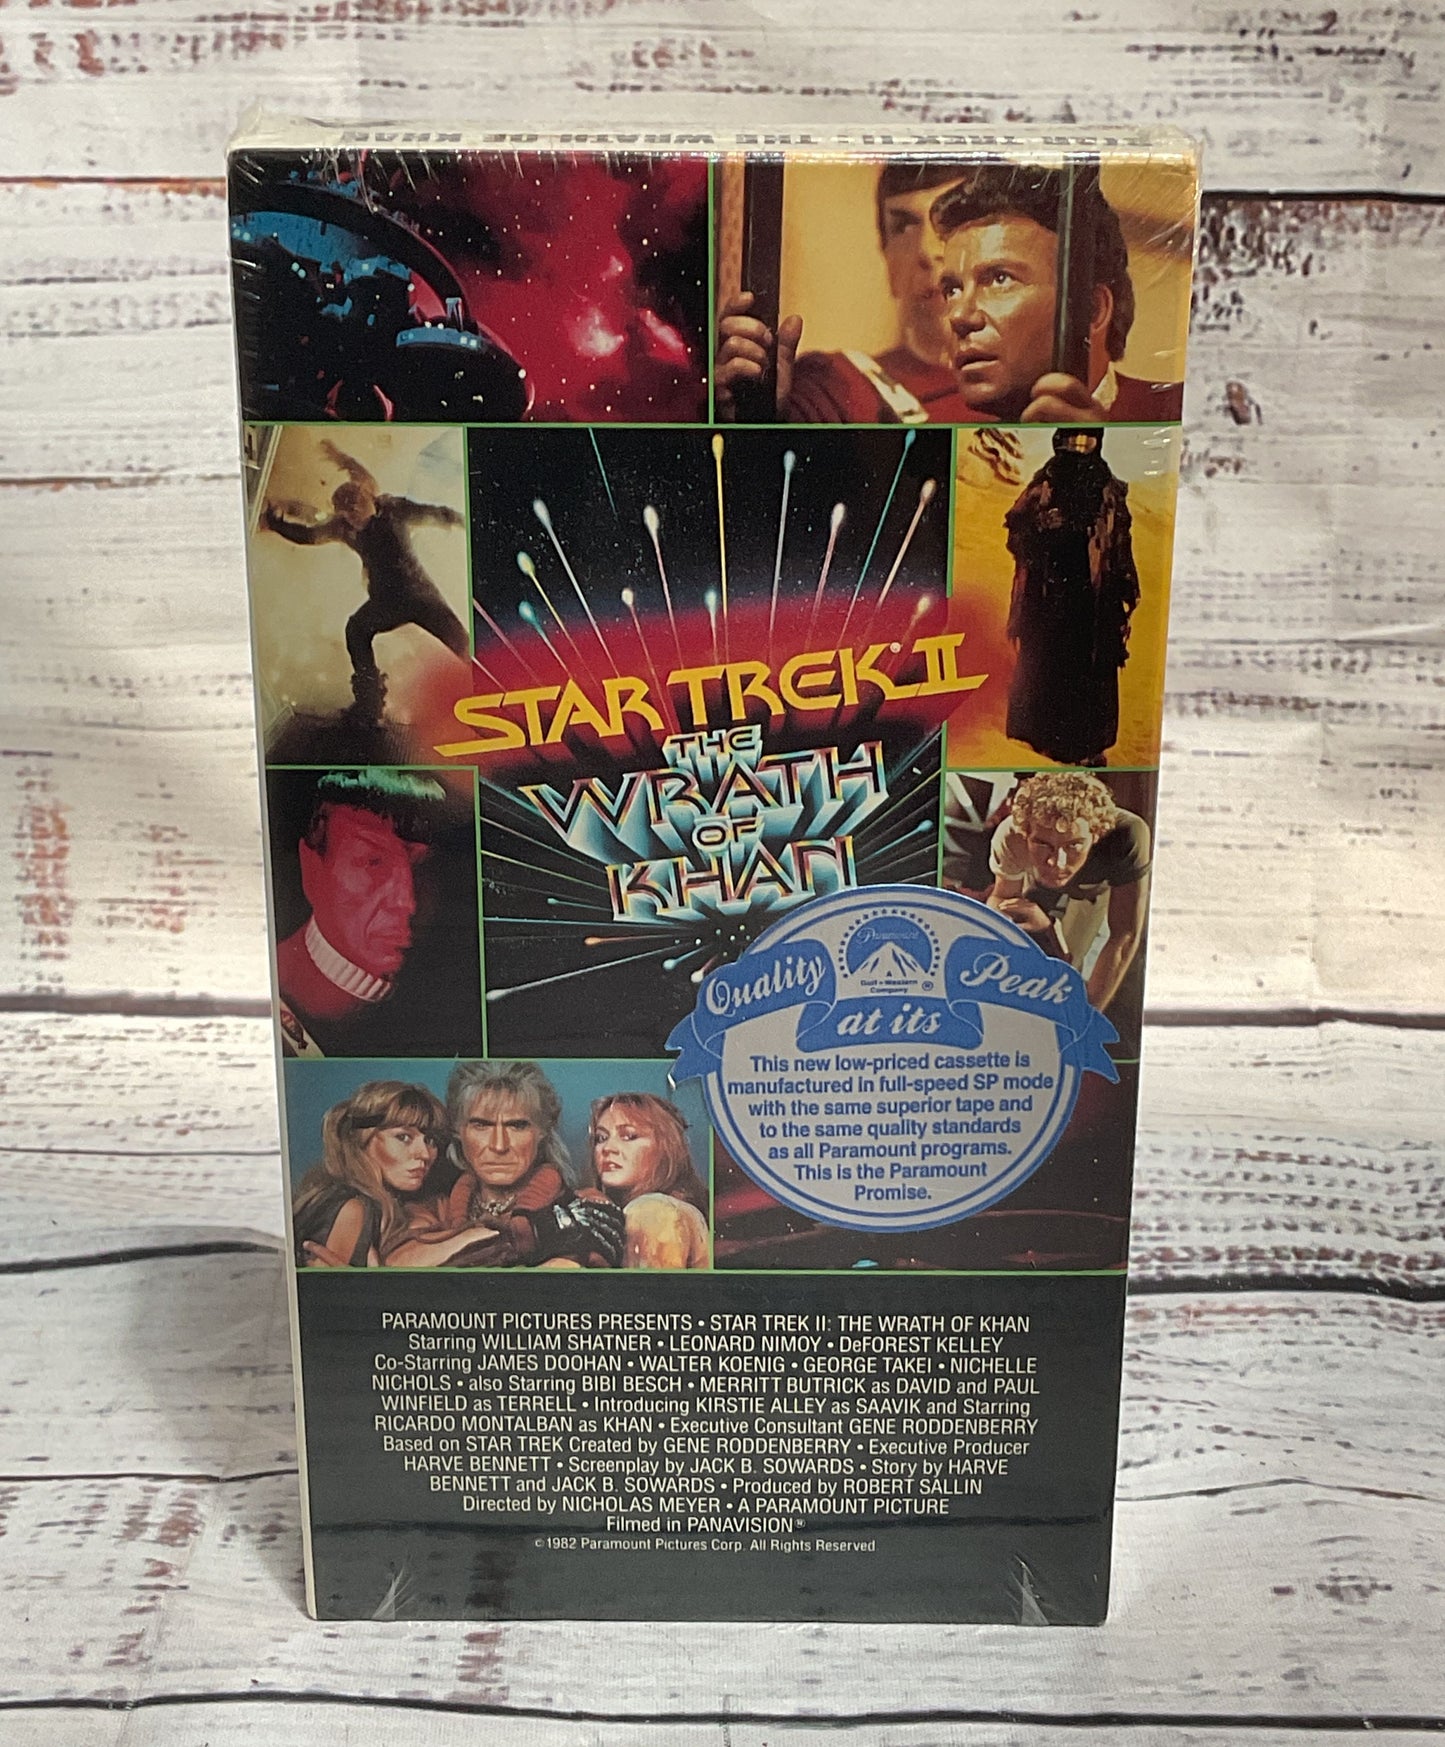 STAR TREK II: THE WRATH OF KHAN
STAR TREK® II
THE
WRATH
OF
KHAN
Paramount
Gulf+Western
Company
®
Quality
at its
Peak
This new low-priced cassette is
manufactured in full-speed SP mode
with the same superior tape and
to the same quality standards
as all Paramount programs.
This is the Paramount
Promise.
PARAMOUNT PICTURES PRESENTS • STAR TREK II: THE WRATH OF KHAN
Starring WILLIAM SHATNER • LEONARD NIMOY • DeFOREST KELLEY
Co-Starring JAMES DOOHAN • WALTER KOENIG • GEORGE TAKEI • NICHELLE
NICHOLS • also Starring BIBI BESCH • MERRITT BUTRICK as DAVID and PAUL
WINFIELD as TERRELL • Introducing KIRSTIE ALLEY as SAAVIK and Starring
RICARDO MONTALBAN as KHAN • Executive Consultant GENE RODDENBERRY
Based on STAR TREK Created by GENE RODDENBERRY • Executive Producer
HARVE BENNETT • Screenplay by JACK B. SOWARDS • Story by HARVE
BENNETT and JACK B. SOWARDS • Produced by ROBERT SALLIN
Directed by NICHOLAS MEYER • A PARAMOUNT PICTURE
Filmed in PANAVISION®
©1982 Paramount Pictures Corp. All Rights Reserved